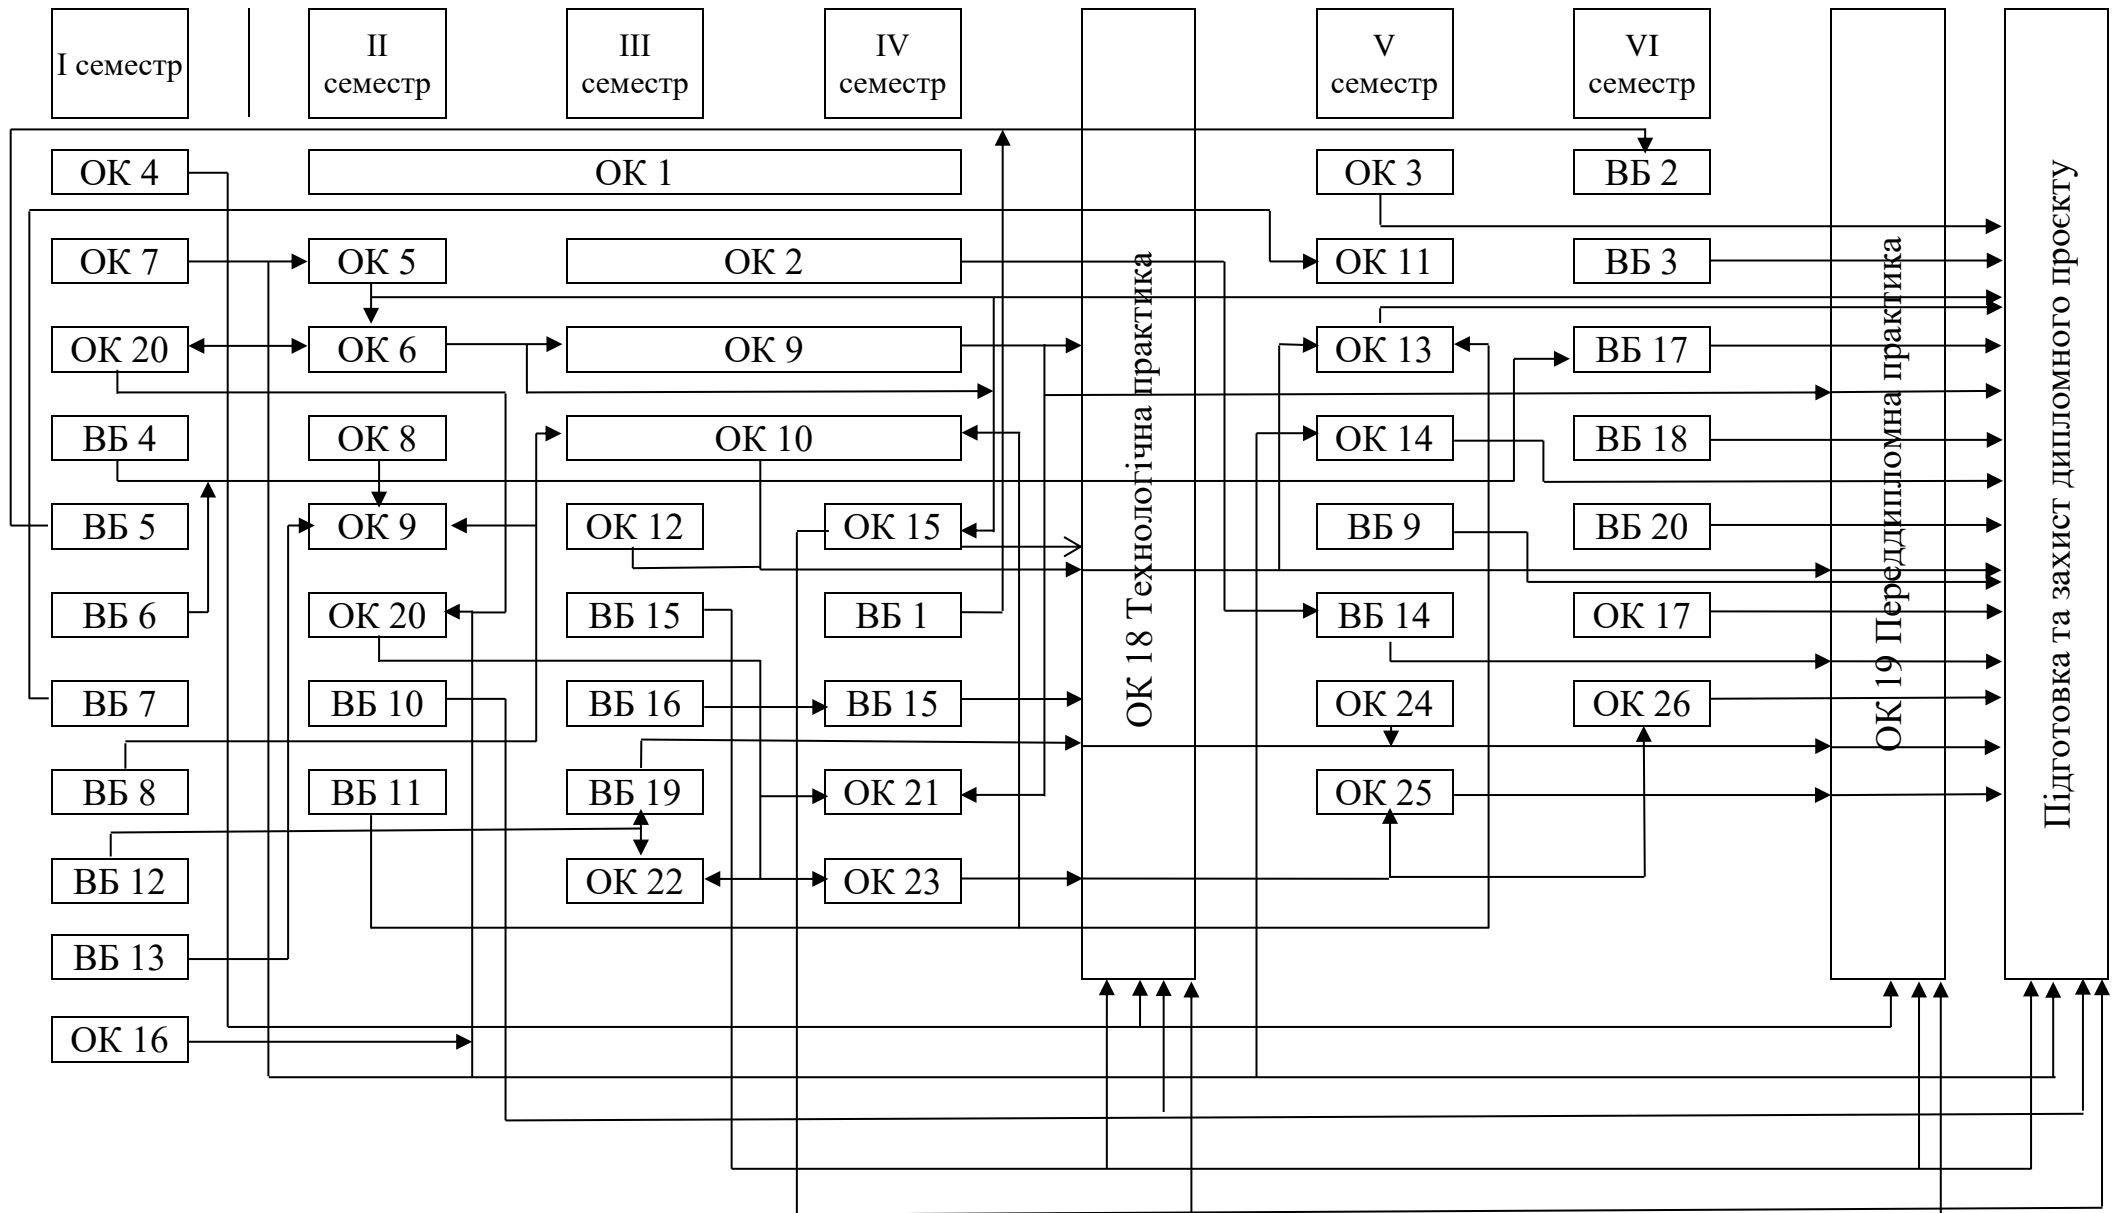 I семестр
II
семестр
III
семестр
IV
семестр
V
семестр
VI
семестр
ОК 4
ОК 1
ОК 3
ВБ 2
ОК 7
ОК 5
ОК 2
ОК 11
ВБ 3
ОК 20
ОК 6
ОК 9
ОК 13
ВБ 17
ВБ 4
ОК 8
ОК 10
ОК 14
ВБ 18
ВБ 5
ОК 9
ОК 12
ОК 15
ВБ 9
ВБ 20
ВБ 6
ОК 20
ВБ 15
ВБ 1
ВБ 14
ОК 17
ВБ 7
ВБ 10
ВБ 16
ВБ 15
ОК 24
ОК 26
ВБ 8
ВБ 11
ВБ 19
ОК 21
ОК 25
ВБ 12
ОК 22
ОК 23
ВБ 13
ОК 16
ОК 18 Технологічна практика
ОК 19 Переддипломна практика
Підготовка та захист дипломного проєкту